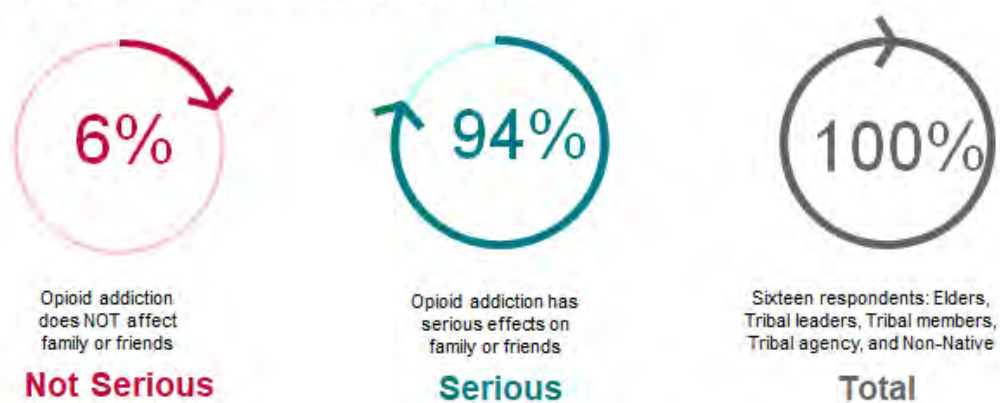 6%
94%
100%
Opioid addiction
does NOT affect
family or friends
Not Serious
Opioid addiction has
serious effects on
family or friends
Serious
Sixteen respondents: Elders,
Tribal leaders, Tribal members,
Tribal agency, and Non-Native
Total